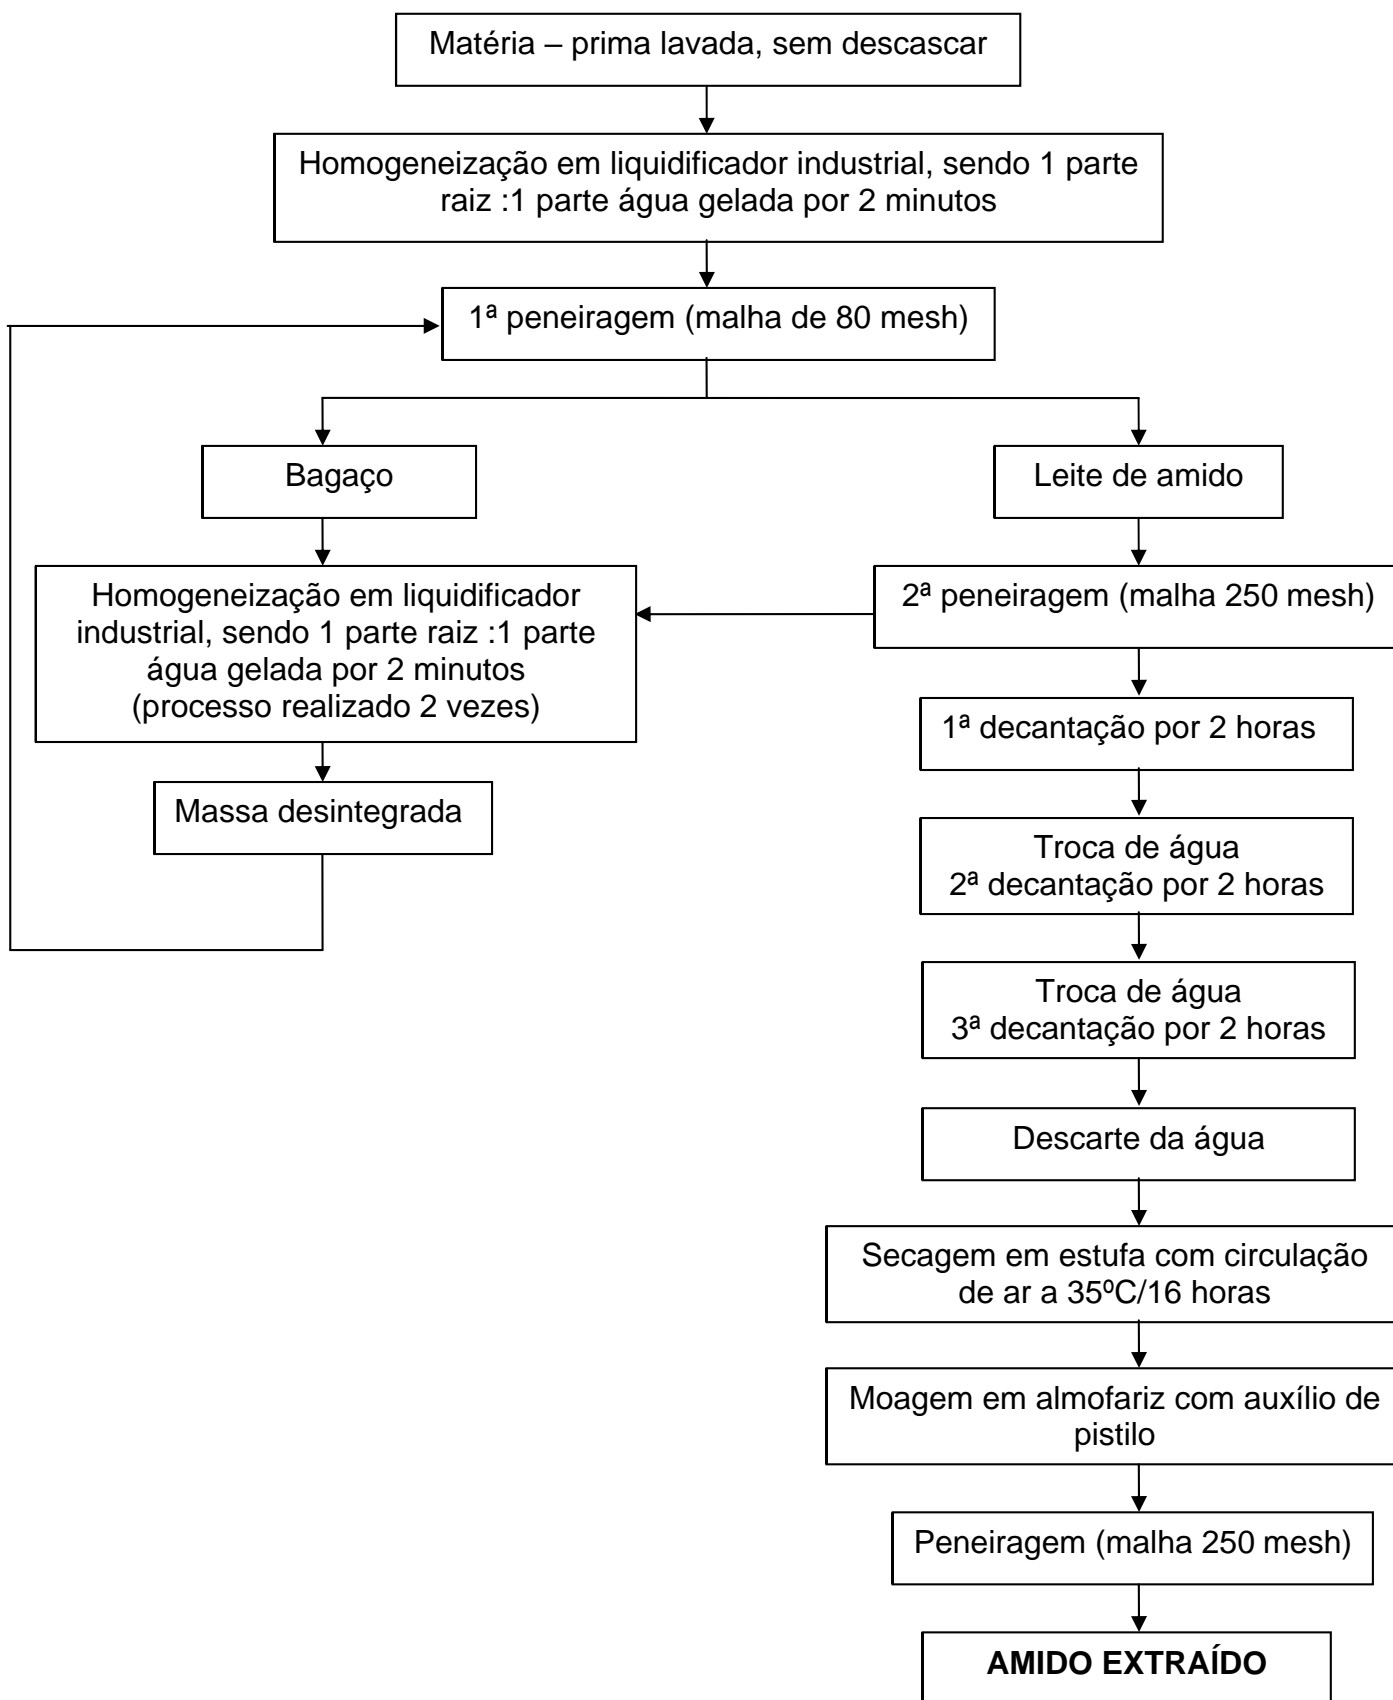 Matéria – prima lavada, sem descascar
Homogeneização em liquidificador industrial, sendo 1 parte
raiz :1 parte água gelada por 2 minutos
1ª peneiragem (malha de 80 mesh)
Bagaço
Leite de amido
Homogeneização em liquidificador
industrial, sendo 1 parte raiz :1 parte
água gelada por 2 minutos
(processo realizado 2 vezes)
2ª peneiragem (malha 250 mesh)
Massa desintegrada
1ª decantação por 2 horas
Troca de água
2ª decantação por 2 horas
Troca de água
3ª decantação por 2 horas
Descarte da água
Secagem em estufa com circulação
de ar a 35ºC/16 horas
Moagem em almofariz com auxílio de
pistilo
Peneiragem (malha 250 mesh)
AMIDO EXTRAÍDO